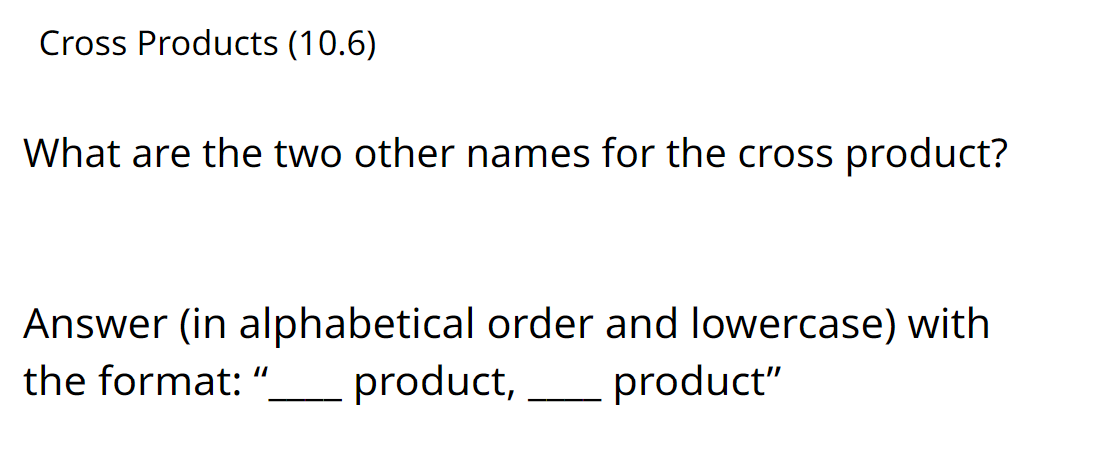 Cross Products (10.6)
What are the two other names for the cross product?
Answer (in alphabetical order and lowercase) with
the format: “____ product, ____ product”